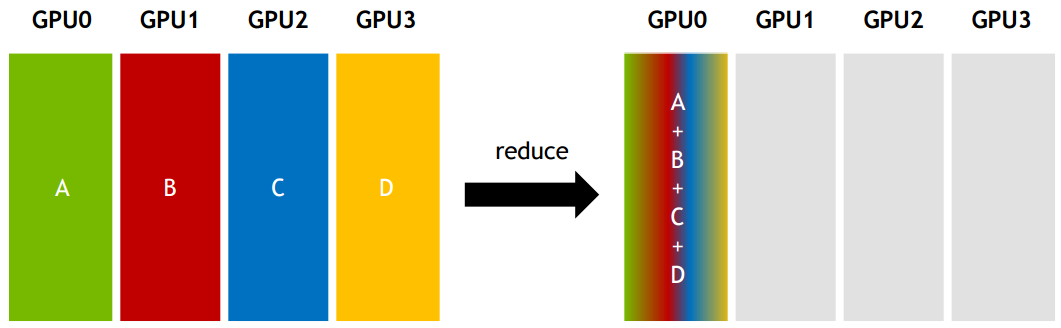 GPU0 GPU1 GPU2 GPU3
A B C D
reduce
GPU0 GPU1 GPU2 GPU3
A
+
B
+
C
+
D